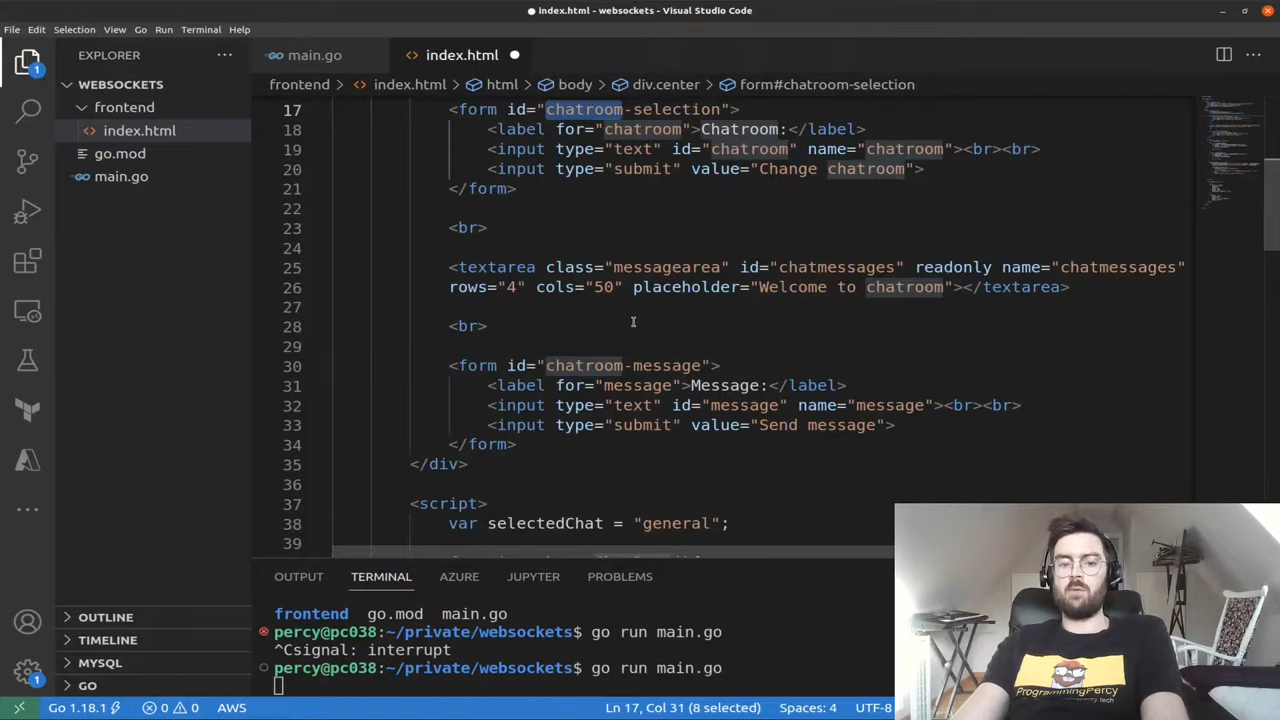 ● index.html - websockets - Visual Studio Code
File Edit Selection View Go Run Terminal Help
EXPLORER ···
main.go
<> index.html ●
WEBSOCKETS
frontend > <> index.html > html > body > div.center > form#chatroom-selection
frontend
<> index.html
go.mod
main.go
17 <form id="chatroom-selection">
18 <label for="chatroom">Chatroom:</label>
19 <input type="text" id="chatroom" name="chatroom"><br><br>
20 <input type="submit" value="Change chatroom">
21 </form>
22
23 <br>
24
25 <textarea class="messagearea" id="chatmessages" readonly name="chatmessages"
26 rows="4" cols="50" placeholder="Welcome to chatroom"></textarea>
27
28 <br>
29
30 <form id="chatroom-message">
31 <label for="message">Message:</label>
32 <input type="text" id="message" name="message"><br><br>
33 <input type="submit" value="Send message">
34 </form>
35 </div>
36
37 <script>
38 var selectedChat = "general";
39
OUTPUT TERMINAL AZURE PROBLEMS JUPYTER
frontend go.mod main.go
percy@pc038:~/private/websockets$ go run main.go
^Csignal: interrupt
percy@pc038:~/private/websockets$ go run main.go
OUTLINE
TIMELINE
MYSQL
GO
1
1
Go 1.18.1 0 0 AWS Ln 17, Col 31 (8 selected) Spaces: 4 UTF-8
ProgrammingPercy